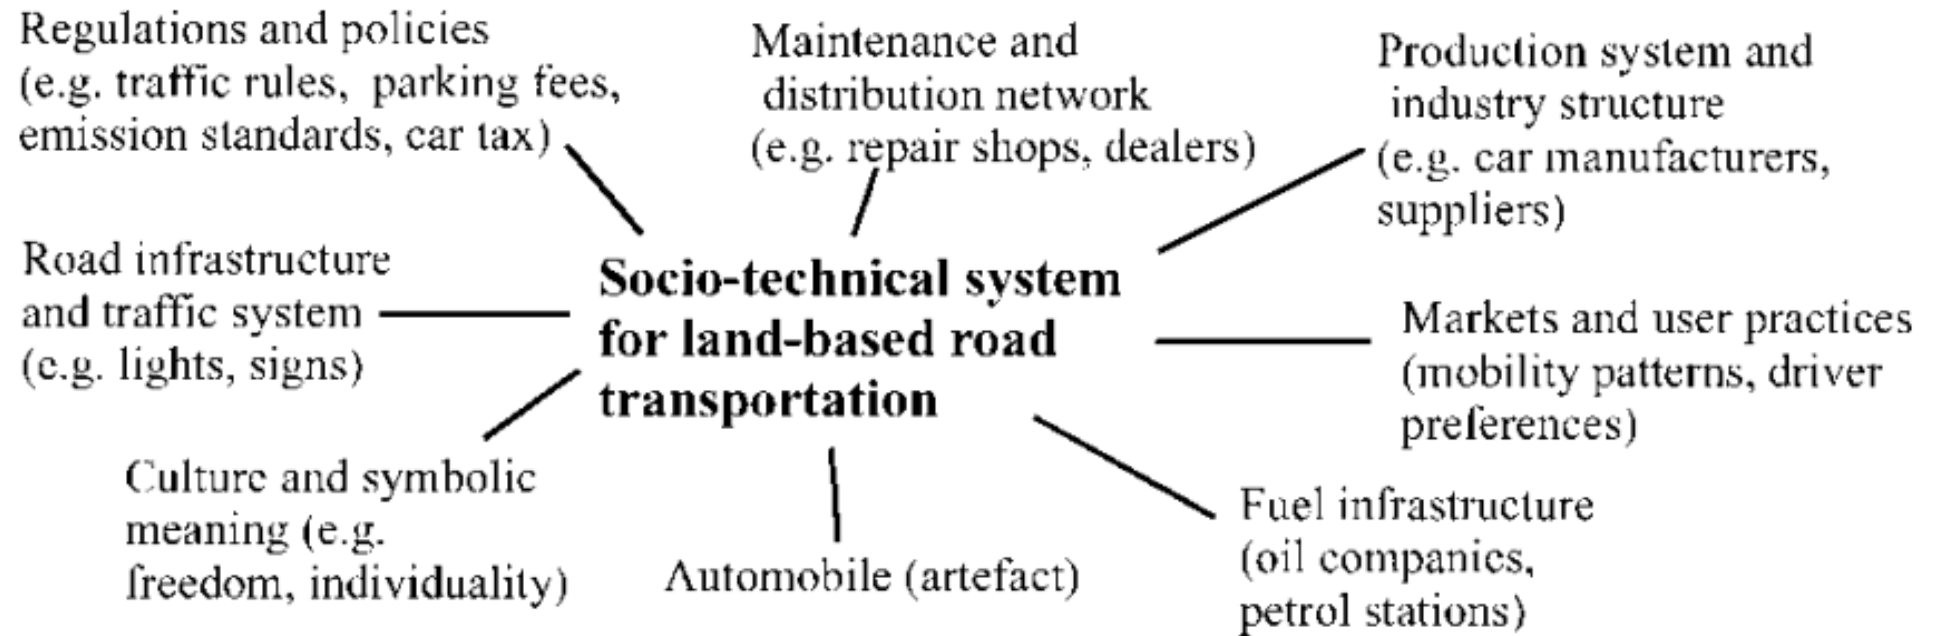 Regulations and policies
(e.g. traffic rules, parking fees,
emission standards, car tax)
Maintenance and
distribution network
(e.g. repair shops, dealers)
Production system and
industry structure
(e.g. car manufacturers,
suppliers)
Road infrastructure
and traffic system
(e.g. lights, signs)
Socio-technical system
for land-based road
transportation
Markets and user practices
(mobility patterns, driver
preferences)
Culture and symbolic
meaning (e.g.
freedom, individuality)
Automobile (artefact)
Fuel infrastructure
(oil companies,
petrol stations)